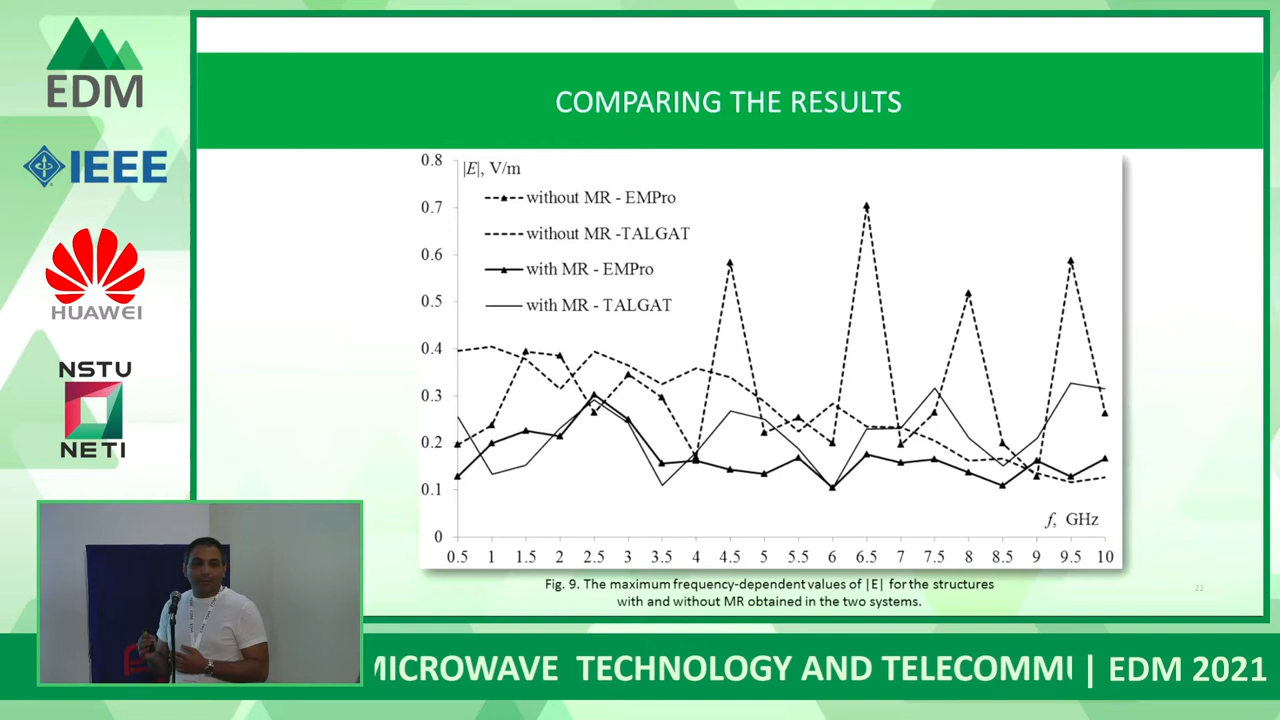 EDM
IEEE
HUAWEI
NSTU
NETI
COMPARING THE RESULTS
|E|, V/m
without MR - EMPro
without MR -TALGAT
with MR - EMPro
with MR - TALGAT
0.8
0.7
0.6
0.5
0.4
0.3
0.2
0.1
0
f, GHz
0.5 1 1.5 2 2.5 3 3.5 4 4.5 5 5.5 6 6.5 7 7.5 8 8.5 9 9.5 10
Fig. 9. The maximum frequency-dependent values of |E| for the structures
with and without MR obtained in the two systems.
22
MICROWAVE TECHNOLOGY AND TELECOMMU | EDM 2021